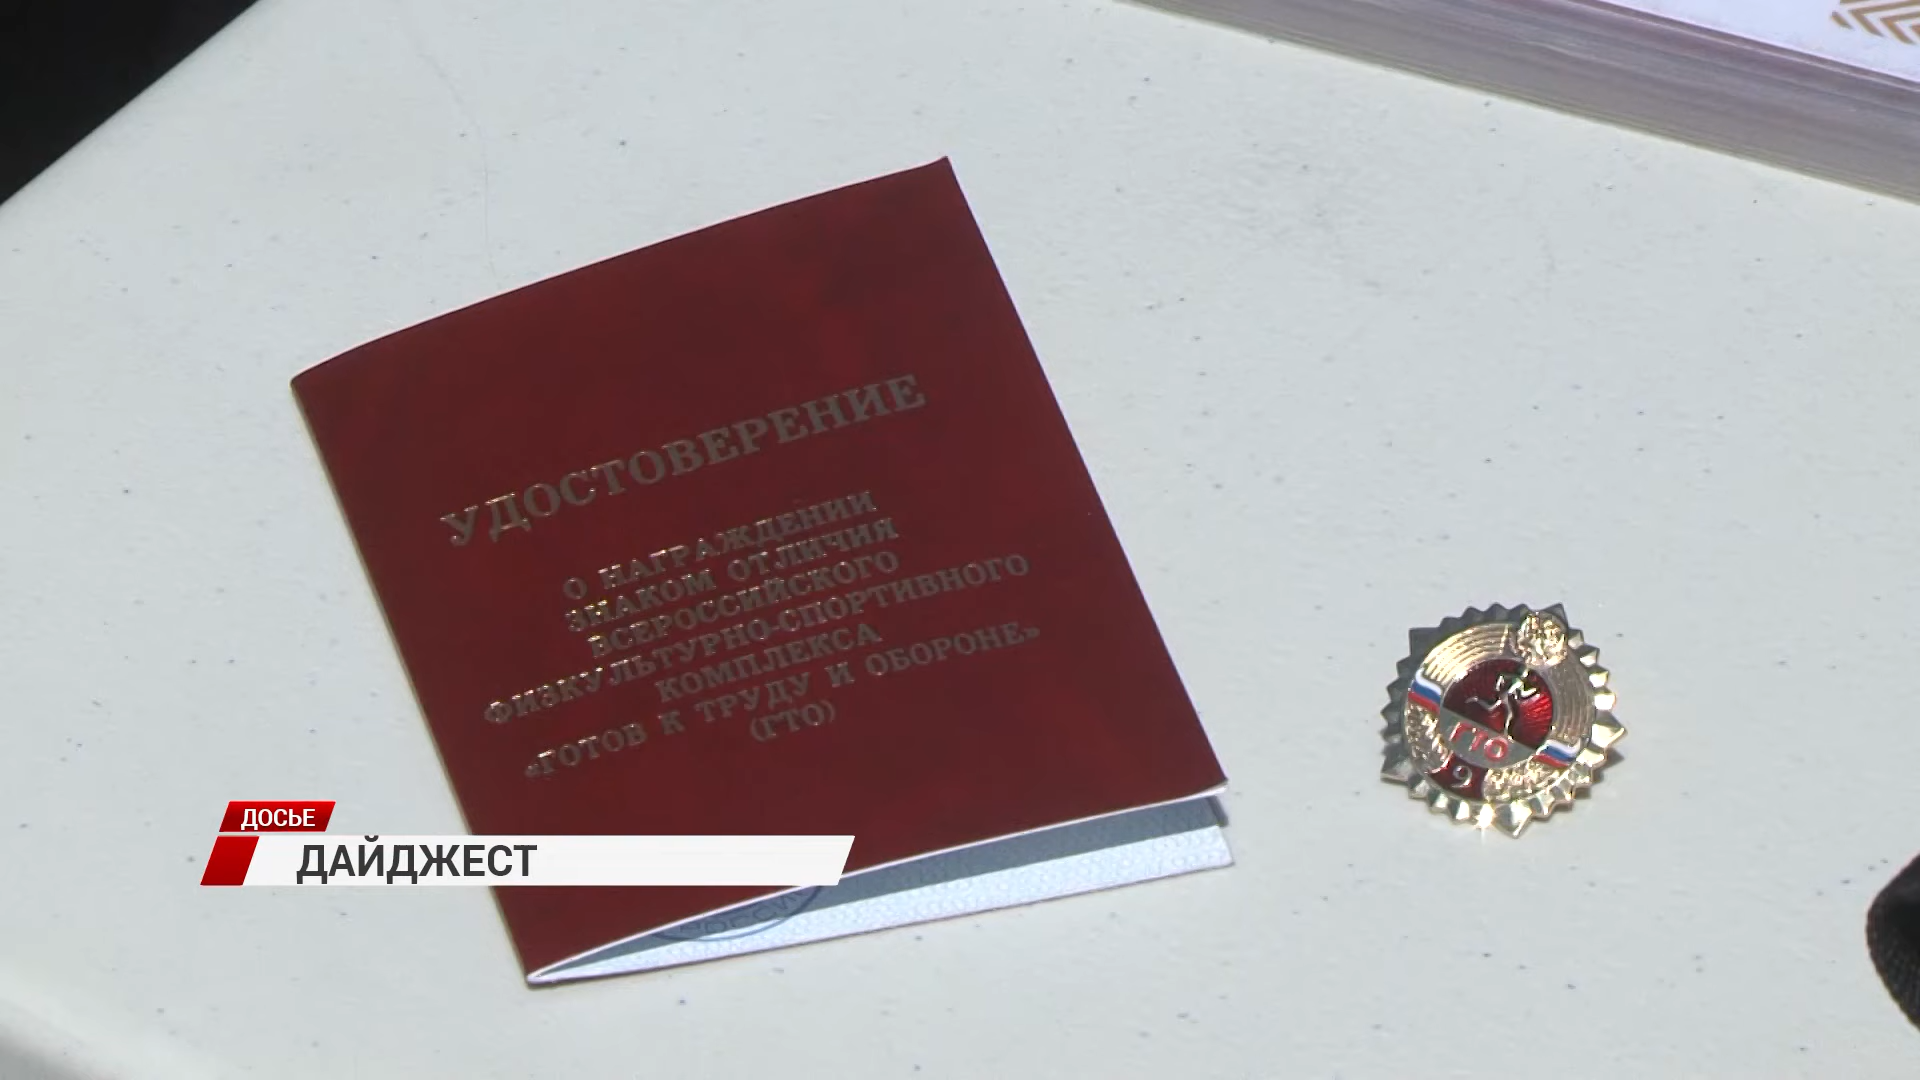 УДОСТОВЕРЕНИЕ
О НАГРАЖДЕНИИ
ЗНАКОМ ОТЛИЧИЯ
ВСЕРОССИЙСКОГО
ФИЗКУЛЬТУРНО-СПОРТИВНОГО
КОМПЛЕКСА
«ГОТОВ К ТРУДУ И ОБОРОНЕ»
(ГТО)
ГТО
9
ДОСЬЕ
ДАЙДЖЕСТ